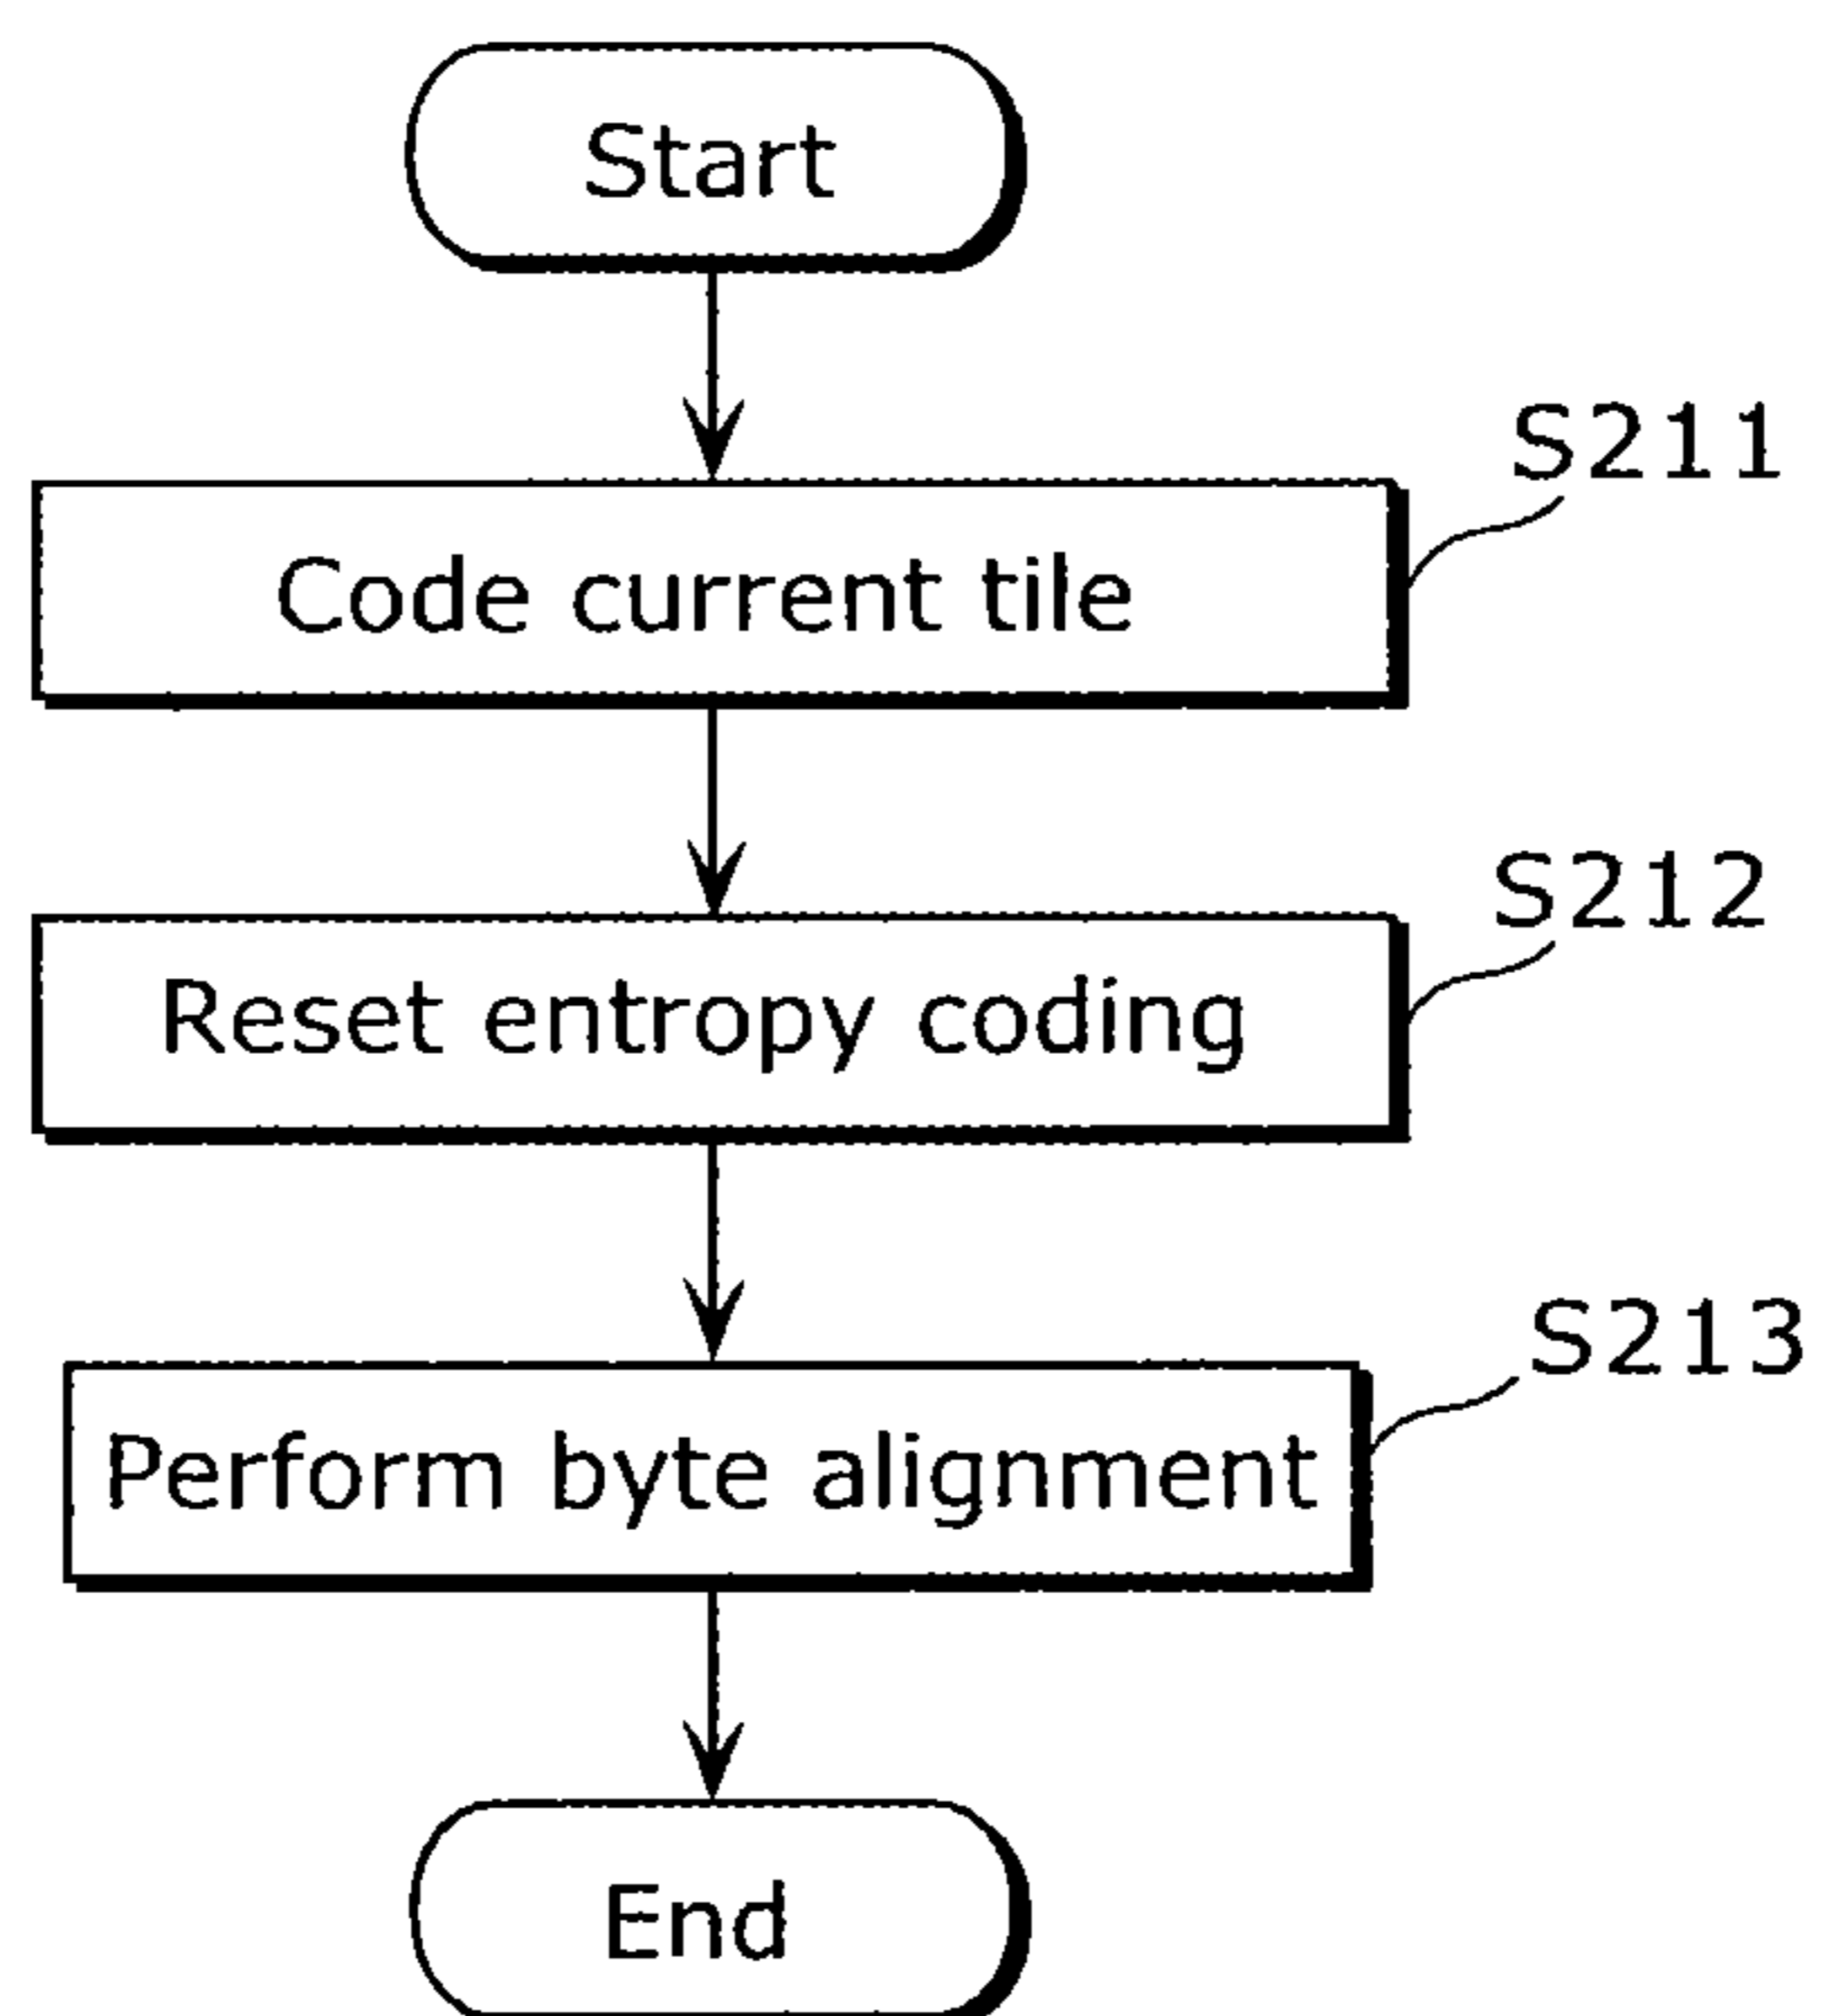 Start
S211
Code current tile
S212
Reset entropy coding
S213
Perform byte alignment
End